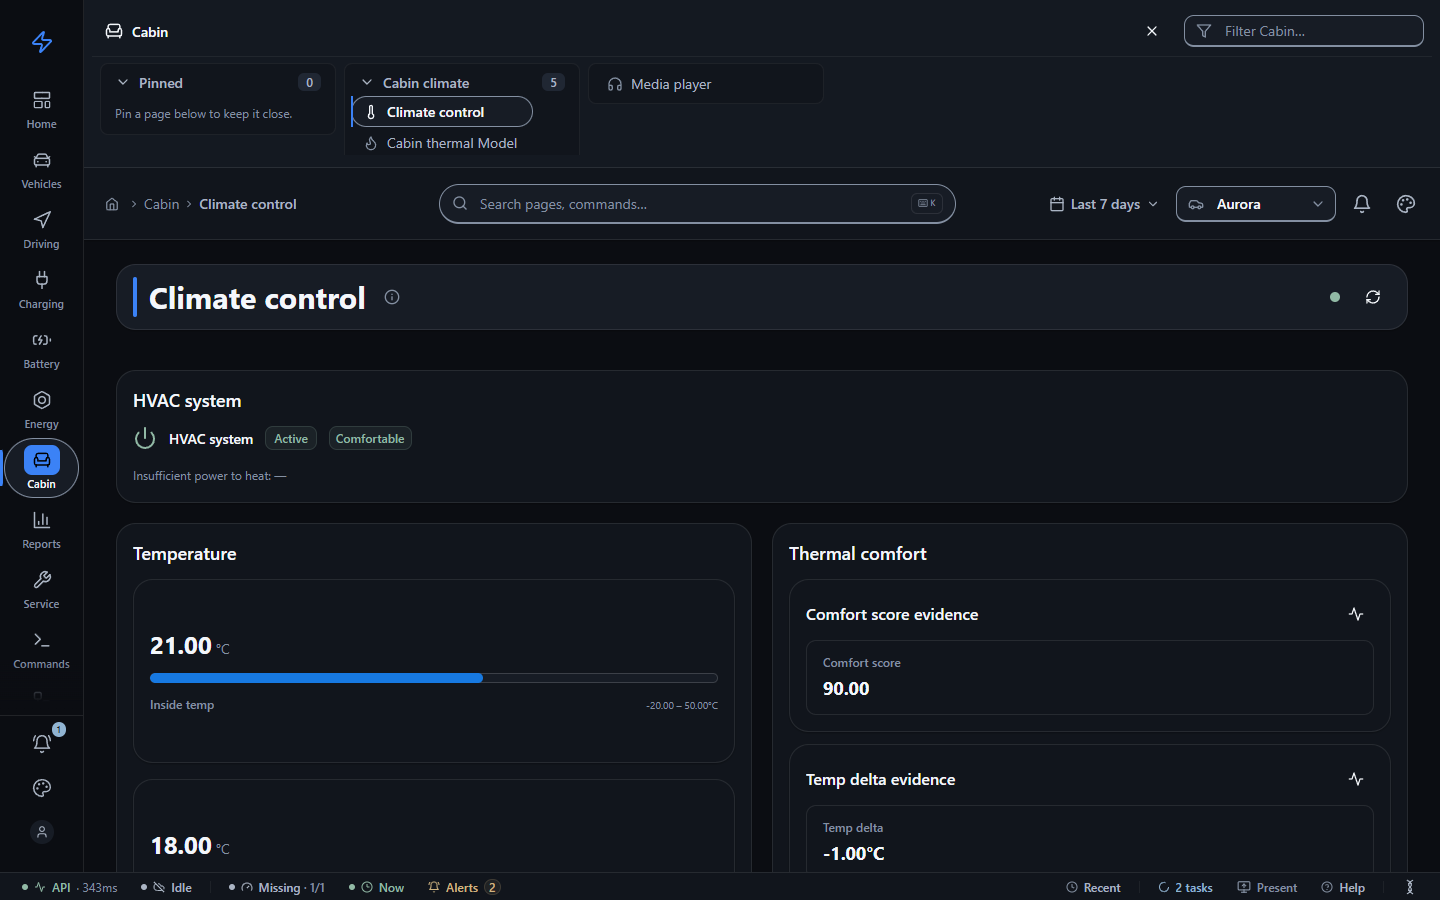 Cabin
Filter Cabin...
Pinned
0
Pin a page below to keep it close.
Cabin climate
5
Climate control
Cabin thermal Model
Media player
Home
Vehicles
Driving
Charging
Battery
Energy
Cabin
Reports
Service
Commands
1
Cabin
Climate control
Search pages, commands...
K
Last 7 days
Aurora
Climate control
HVAC system
HVAC system
Active
Comfortable
Insufficient power to heat: —
Temperature
21.00 °C
Inside temp
-20.00 – 50.00°C
18.00 °C
Thermal comfort
Comfort score evidence
Comfort score
90.00
Temp delta evidence
Temp delta
-1.00°C
API · 343ms
Idle
Missing · 1/1
Now
Alerts 2
Recent
2 tasks
Present
Help